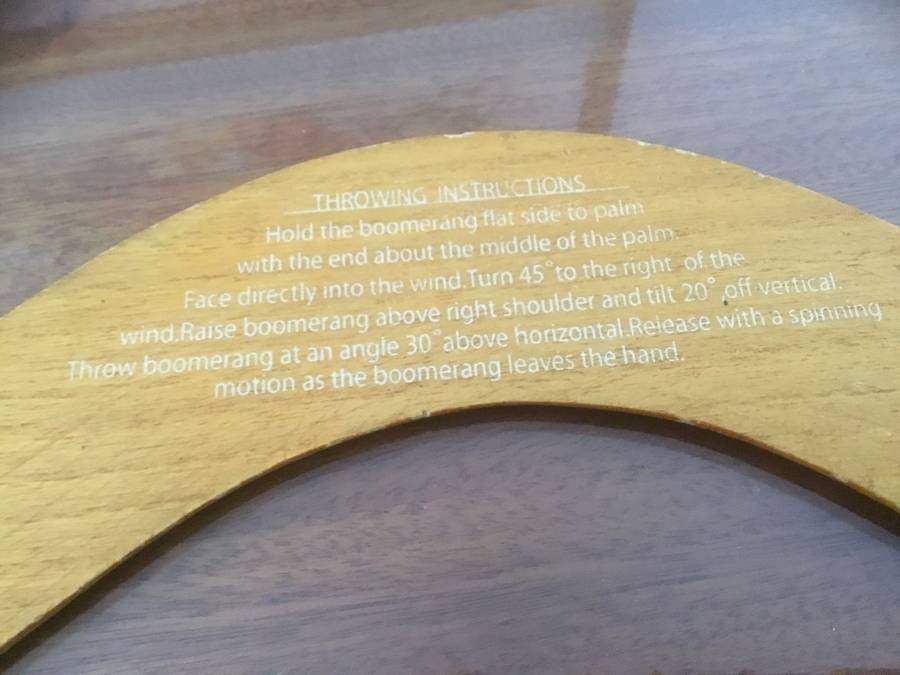 THROWING INSTRUCTIONS
Hold the boomerang flat side to palm
with the end about the middle of the palm.
Face directly into the wind.Turn 45° to the right of the
wind.Raise boomerang above right shoulder and tilt 20° off vertical.
Throw boomerang at an angle 30° above horizontal.Release with a spinning
motion as the boomerang leaves the hand.